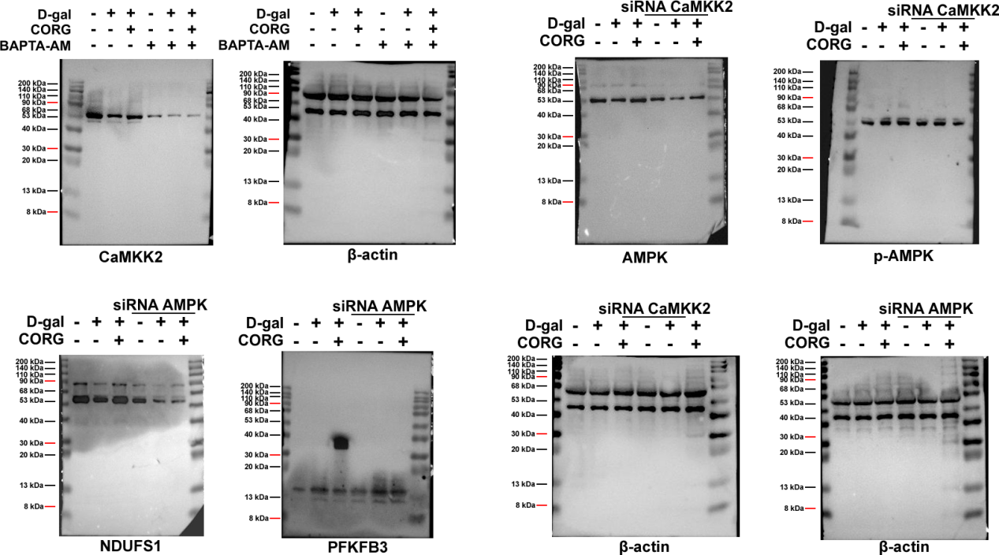 D-gal - + + - + +
CORG - - + - - +
BAPTA-AM - - - + + +
200 kDa
140 kDa
110 kDa
90 kDa
68 kDa
53 kDa
40 kDa
30 kDa
20 kDa
13 kDa
8 kDa
CaMKK2
D-gal - + + - + +
CORG - - + - - +
BAPTA-AM - - - + + +
200 kDa
140 kDa
110 kDa
90 kDa
68 kDa
53 kDa
40 kDa
30 kDa
20 kDa
13 kDa
8 kDa
β-actin
siRNA CaMKK2
D-gal - + + - + +
CORG - - + - - +
200 kDa
140 kDa
110 kDa
90 kDa
68 kDa
53 kDa
40 kDa
30 kDa
20 kDa
13 kDa
8 kDa
AMPK
siRNA CaMKK2
D-gal - + + - + +
CORG - - + - - +
200 kDa
140 kDa
110 kDa
90 kDa
68 kDa
53 kDa
40 kDa
30 kDa
20 kDa
13 kDa
8 kDa
p-AMPK
siRNA AMPK
D-gal - + + - + +
CORG - - + - - +
200 kDa
140 kDa
110 kDa
90 kDa
68 kDa
53 kDa
40 kDa
30 kDa
20 kDa
13 kDa
8 kDa
NDUFS1
siRNA AMPK
D-gal - + + - + +
CORG - - + - - +
200 kDa
140 kDa
110 kDa
90 kDa
68 kDa
53 kDa
40 kDa
30 kDa
20 kDa
13 kDa
8 kDa
PFKFB3
siRNA CaMKK2
D-gal - + + - + +
CORG - - + - - +
200 kDa
140 kDa
110 kDa
90 kDa
68 kDa
53 kDa
40 kDa
30 kDa
20 kDa
13 kDa
8 kDa
β-actin
siRNA AMPK
D-gal - + + - + +
CORG - - + - - +
200 kDa
140 kDa
110 kDa
90 kDa
68 kDa
53 kDa
40 kDa
30 kDa
20 kDa
13 kDa
8 kDa
β-actin